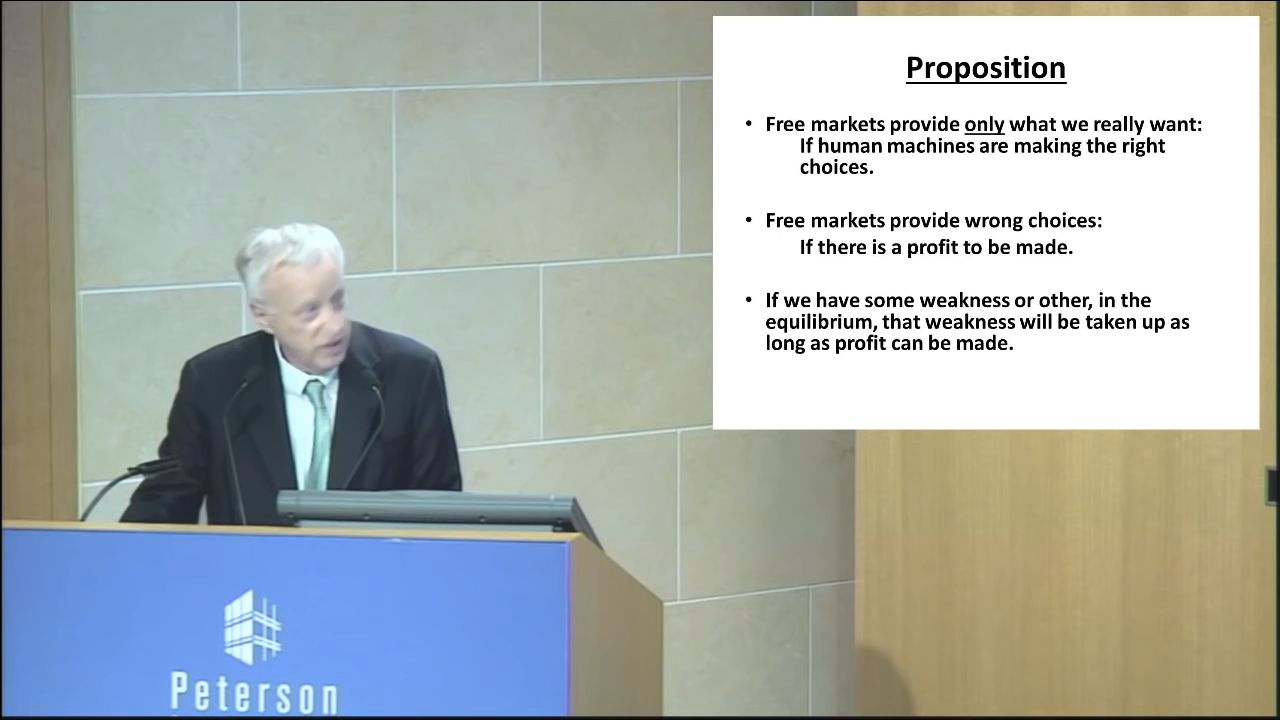 Proposition
• Free markets provide only what we really want:
If human machines are making the right
choices.
• Free markets provide wrong choices:
If there is a profit to be made.
• If we have some weakness or other, in the
equilibrium, that weakness will be taken up as
long as profit can be made.
Peterson